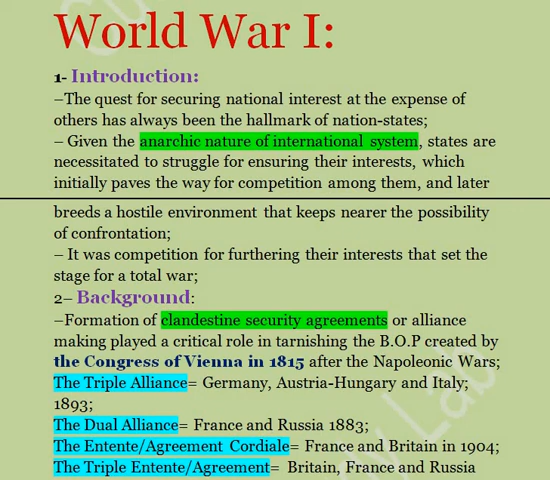 World War I:
1- Introduction:
–The quest for securing national interest at the expense of
others has always been the hallmark of nation-states;
– Given the anarchic nature of international system, states are
necessitated to struggle for ensuring their interests, which
initially paves the way for competition among them, and later
breeds a hostile environment that keeps nearer the possibility
of confrontation;
– It was competition for furthering their interests that set the
stage for a total war;
2– Background:
–Formation of clandestine security agreements or alliance
making played a critical role in tarnishing the B.O.P created by
the Congress of Vienna in 1815 after the Napoleonic Wars;
The Triple Alliance= Germany, Austria-Hungary and Italy;
1893;
The Dual Alliance= France and Russia 1883;
The Entente/Agreement Cordiale= France and Britain in 1904;
The Triple Entente/Agreement= Britain, France and Russia